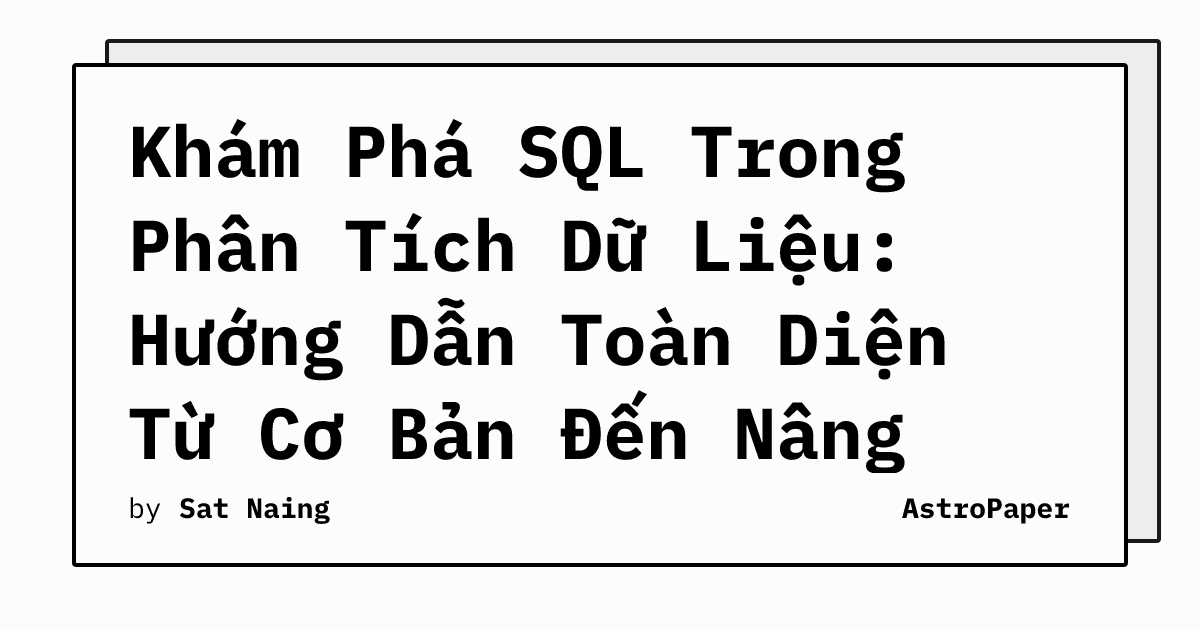 Khám Phá SQL Trong
Phân Tích Dữ Liệu:
Hướng Dẫn Toàn Diện
Từ Cơ Bản Đến Nâng
by Sat Naing
AstroPaper